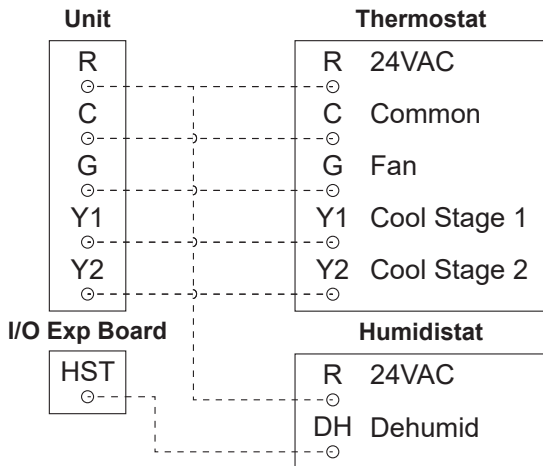 Unit
Thermostat
R
R 24VAC
C
C Common
G
G Fan
Y1
Y1 Cool Stage 1
Y2
Y2 Cool Stage 2
I/O Exp Board
Humidistat
HST
R 24VAC
DH Dehumid